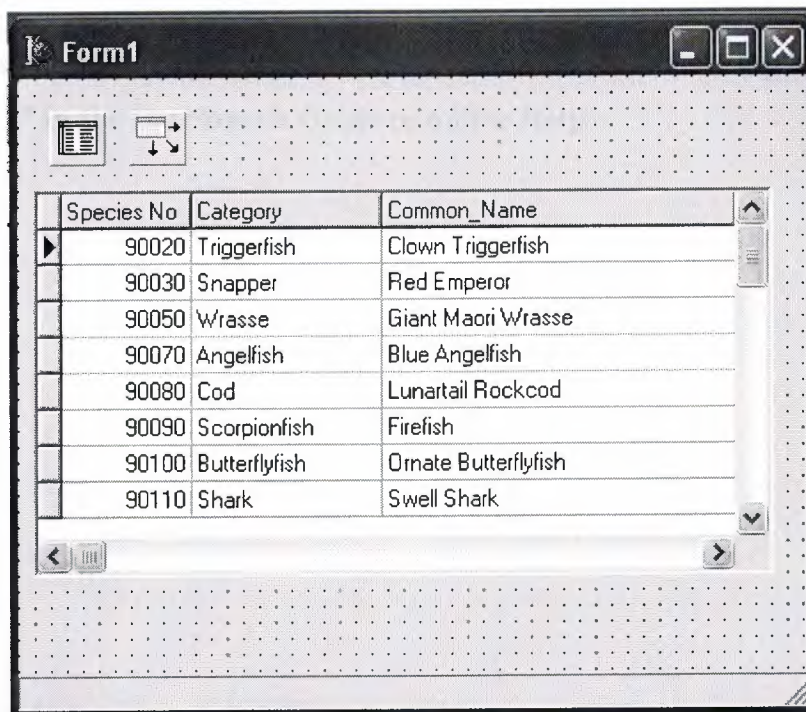 Form1
Species No Category Common_Name
90020 Triggerfish Clown Triggerfish
90030 Snapper Red Emperor
90050 Wrasse Giant Maori Wrasse
90070 Angelfish Blue Angelfish
90080 Cod Lunartail Rockcod
90090 Scorpionfish Firefish
90100 Butterflyfish Ornate Butterflyfish
90110 Shark Swell Shark